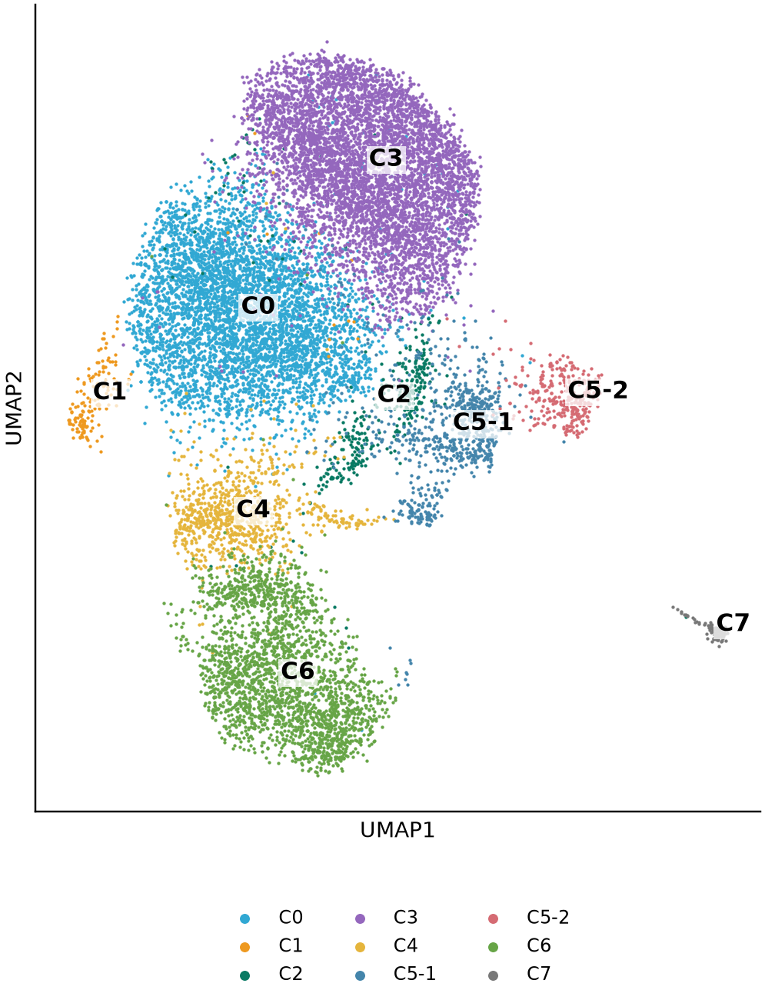 C3
C0
C1
C2
C5-2
C5-1
C4
C7
C6
UMAP2
UMAP1
C0 C3 C5-2
C1 C4 C6
C2 C5-1 C7